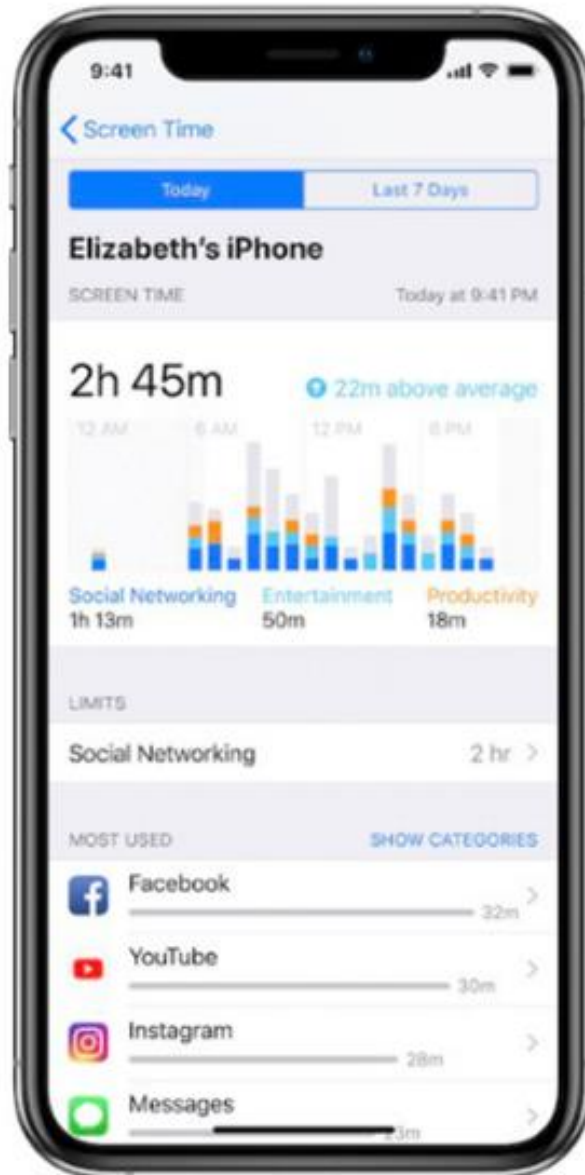 9:41
Screen Time
Today Last 7 Days
Elizabeth's iPhone
SCREEN TIME Today at 9:41 PM
2h 45m 22m above average
12 AM 6 AM 12 PM 6 PM
Social Networking Entertainment Productivity
1h 13m 50m 18m
LIMITS
Social Networking 2 hr
MOST USED SHOW CATEGORIES
Facebook
32m
YouTube
30m
Instagram
28m
Messages
23m